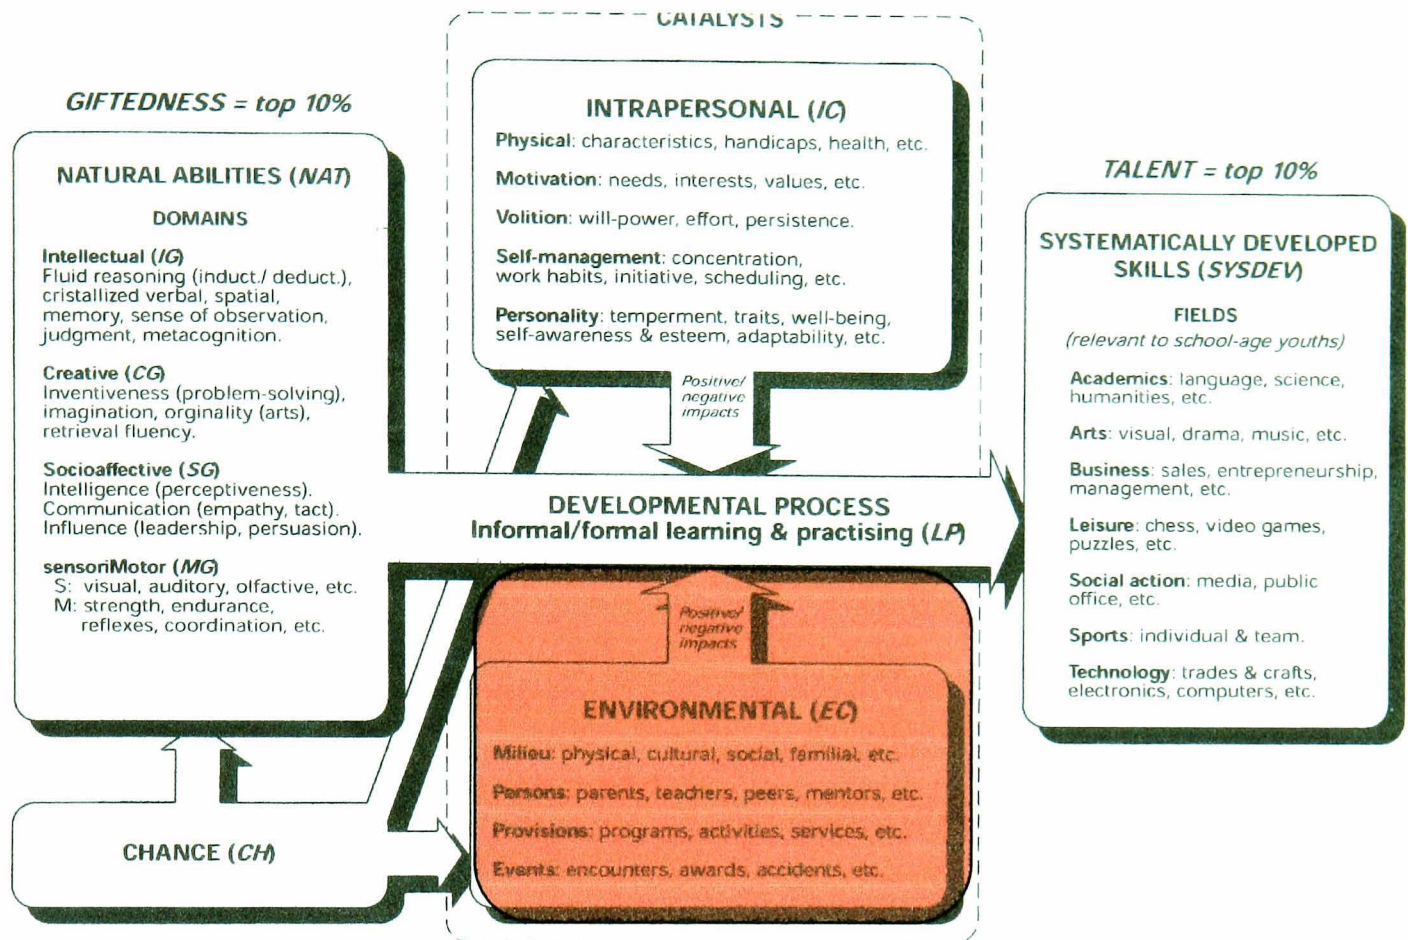 CATALYSTS
GIFTEDNESS = top 10%
NATURAL ABILITIES (NAT)
DOMAINS
Intellectual (IG)
Fluid reasoning (induct./ deduct.),
cristallized verbal, spatial,
memory, sense of observation,
judgment, metacognition.
Creative (CG)
Inventiveness (problem-solving),
imagination, orginality (arts),
retrieval fluency.
Socioaffective (SG)
Intelligence (perceptiveness).
Communication (empathy, tact).
Influence (leadership, persuasion).
sensoriMotor (MG)
S: visual, auditory, olfactive, etc.
M: strength, endurance,
reflexes, coordination, etc.
CHANCE (CH)
INTRAPERSONAL (IC)
Physical: characteristics, handicaps, health, etc.
Motivation: needs, interests, values, etc.
Volition: will-power, effort, persistence.
Self-management: concentration,
work habits, initiative, scheduling, etc.
Personality: temperment, traits, well-being,
self-awareness & esteem, adaptability, etc.
Positive/
negative
impacts
DEVELOPMENTAL PROCESS
Informal/formal learning & practising (LP)
Positive/
negative
impacts
ENVIRONMENTAL (EC)
Milieu: physical, cultural, social, familial, etc.
Persons: parents, teachers, peers, mentors, etc.
Provisions: programs, activities, services, etc.
Events: encounters, awards, accidents, etc.
TALENT = top 10%
SYSTEMATICALLY DEVELOPED
SKILLS (SYSDEV)
FIELDS
(relevant to school-age youths)
Academics: language, science,
humanities, etc.
Arts: visual, drama, music, etc.
Business: sales, entrepreneurship,
management, etc.
Leisure: chess, video games,
puzzles, etc.
Social action: media, public
office, etc.
Sports: individual & team.
Technology: trades & crafts,
electronics, computers, etc.